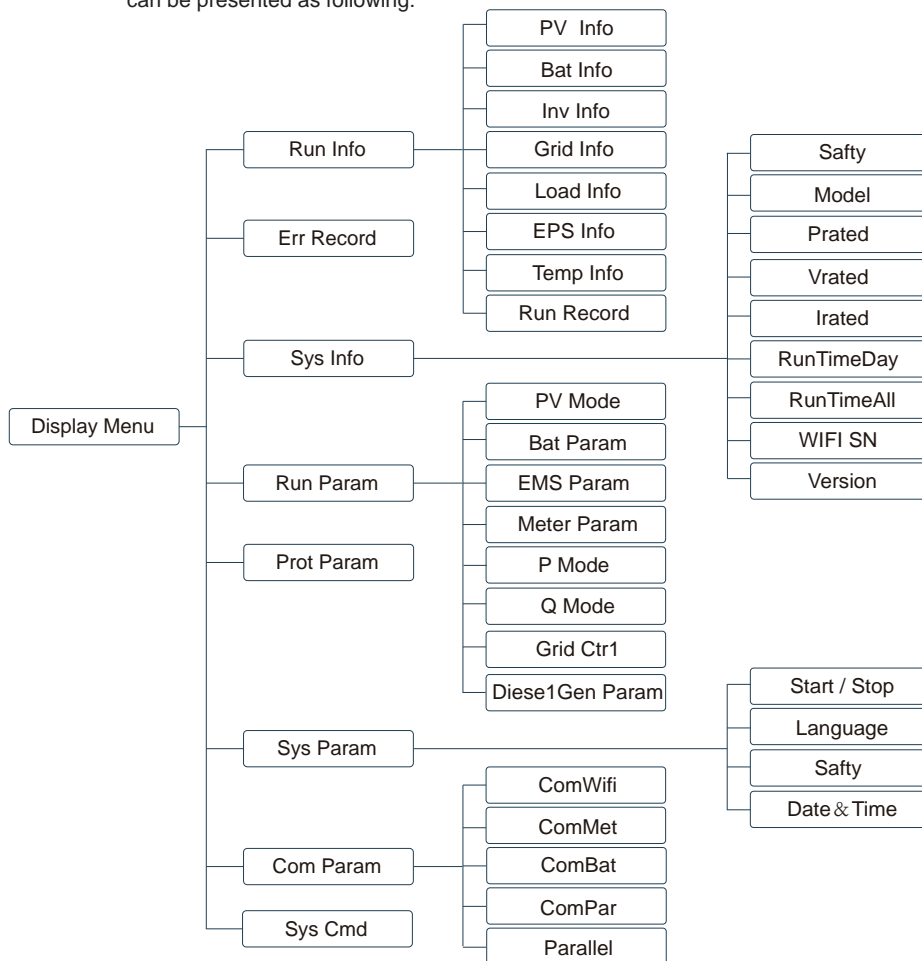 can be presented as following:
Display Menu
Run Info
PV Info
Bat Info
Inv Info
Grid Info
Load Info
EPS Info
Temp Info
Run Record
Err Record
Sys Info
Safty
Model
Prated
Vrated
Irated
RunTimeDay
RunTimeAll
WIFI SN
Version
Run Param
PV Mode
Bat Param
EMS Param
Meter Param
P Mode
Q Mode
Grid Ctr1
Diese1Gen Param
Prot Param
Sys Param
Start / Stop
Language
Safty
Date&Time
Com Param
ComWifi
ComMet
ComBat
ComPar
Parallel
Sys Cmd